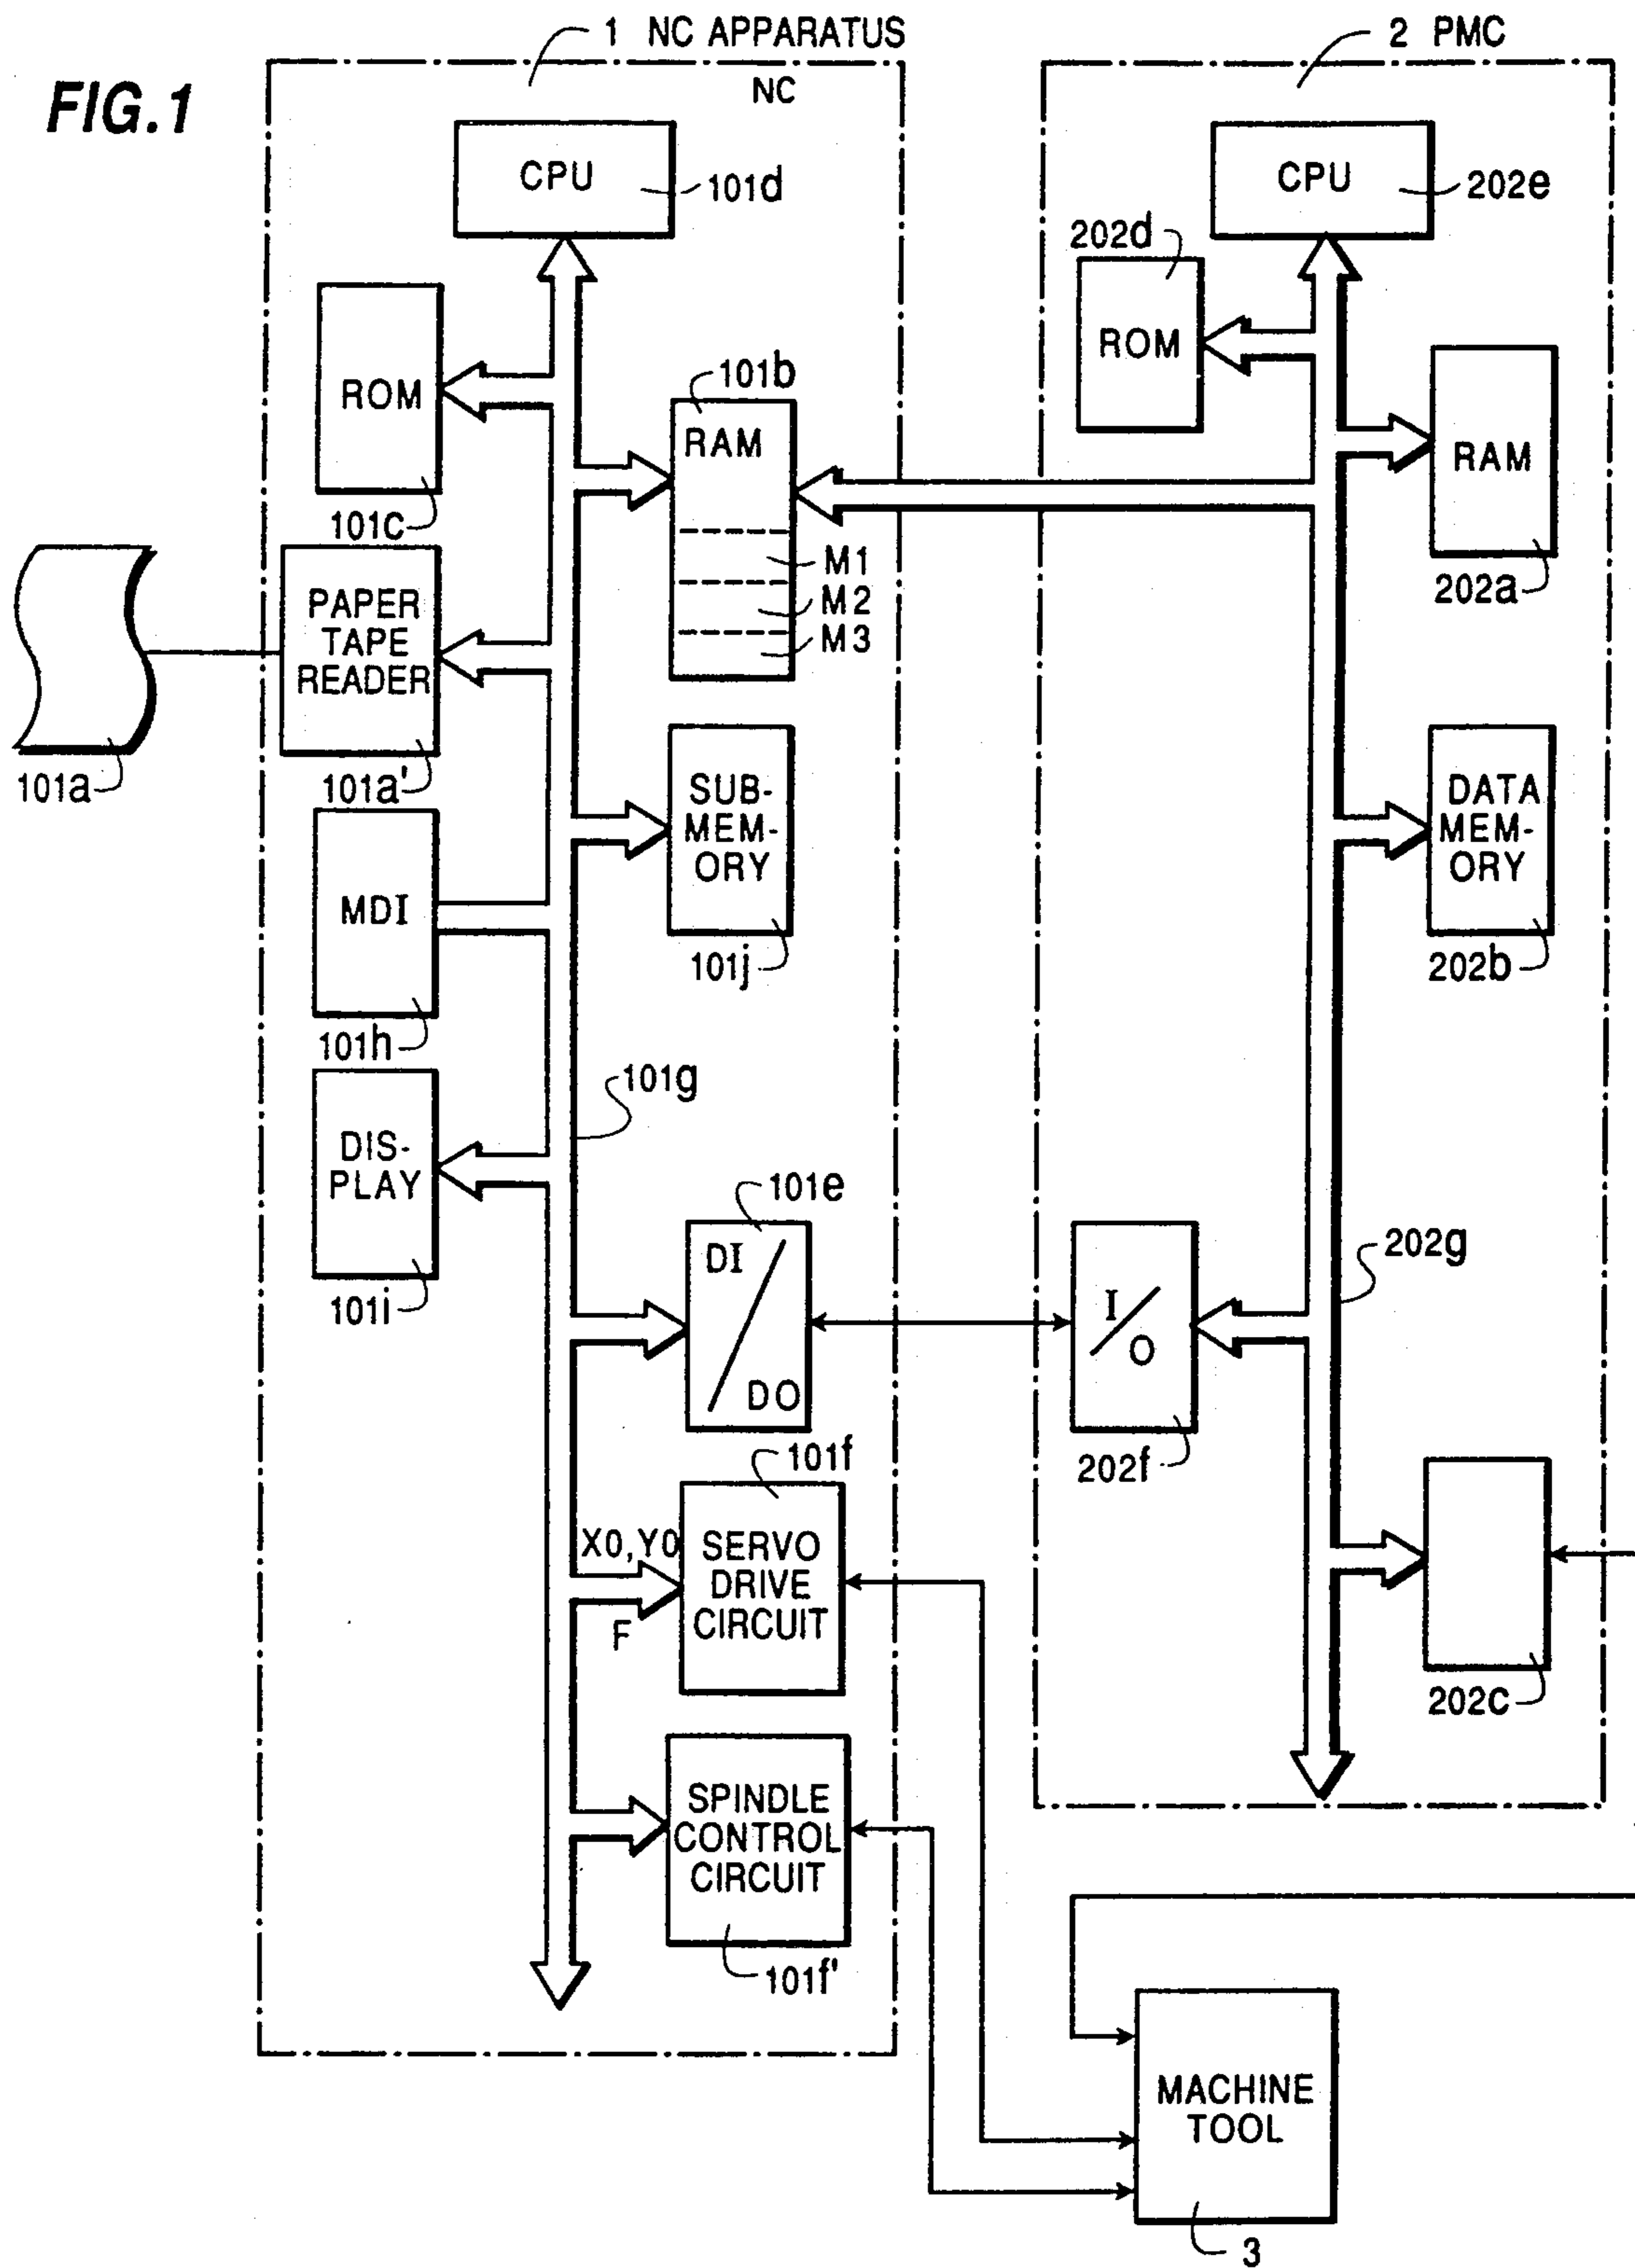 FIG.1
1 NC APPARATUS
NC
2 PMC
CPU
101d
CPU
202e
202d
ROM
ROM
101c
101b
RAM
M1
M2
M3
RAM
202a
101a
PAPER
TAPE
READER
101a'
SUB-
MEM-
ORY
101j
DATA
MEM-
ORY
202b
MDI
101h
101g
DIS-
PLAY
101i
101e
DI
DO
I
O
202f
202g
101f
X0,Y0
F
SERVO
DRIVE
CIRCUIT
202c
SPINDLE
CONTROL
CIRCUIT
101f'
MACHINE
TOOL
3